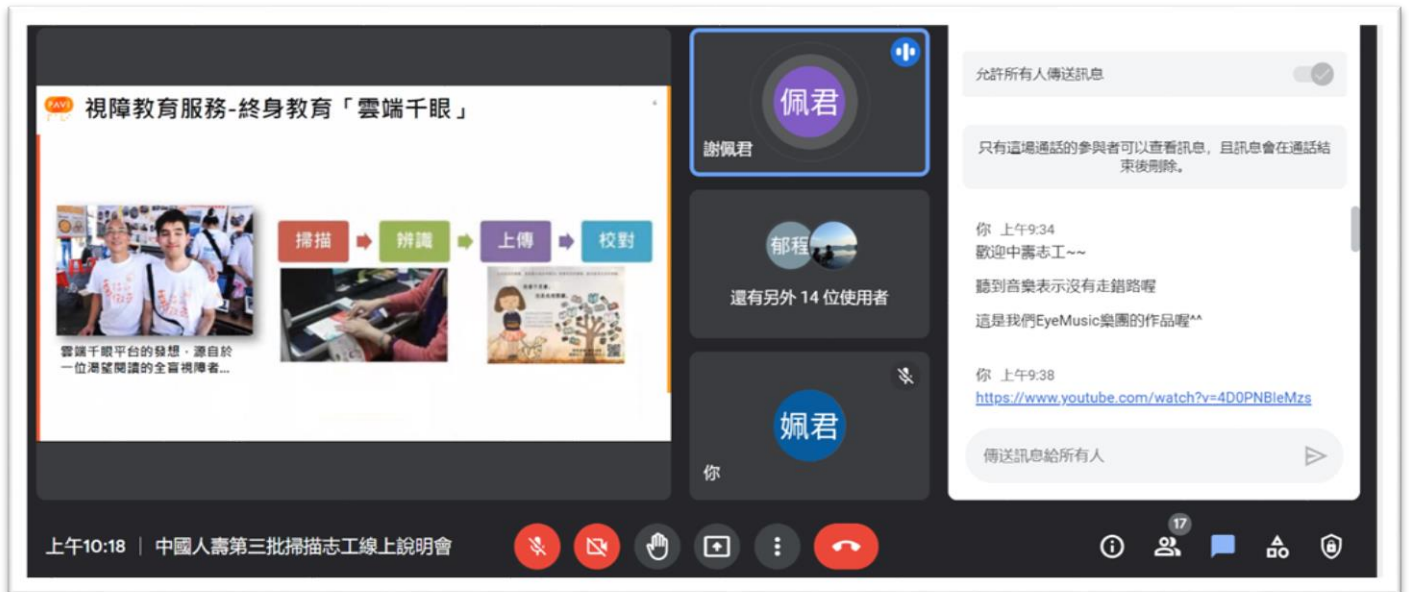 FAVI
視障教育服務-終身教育「雲端千眼」
掃描
辨識
上傳
校對
雲端千眼平台的發想，源自於
一位渴望閱讀的全盲視障者...
佩君
謝佩君
郁程
還有另外 14 位使用者
姵君
你
允許所有人傳送訊息
只有這場通話的參與者可以查看訊息，且訊息會在通話結
束後刪除。
你 上午9:34
歡迎中壽志工~~
聽到音樂表示沒有走錯路喔
這是我們EyeMusic樂團的作品喔^^
你 上午9:38
https://www.youtube.com/watch?v=4D0PNBIeMzs
傳送訊息給所有人
上午10:18 | 中國人壽第三批掃描志工線上說明會
17